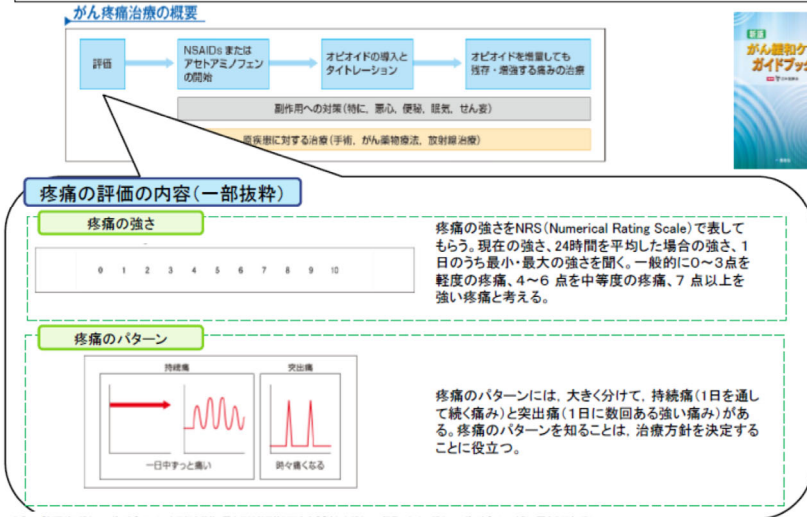 がん疼痛治療の概要
評価
NSAIDs または
アセトアミノフェン
の開始
オピオイドの導入と
タイトレーション
オピオイドを増量しても
残存・増強する痛みの治療
副作用への対策(特に，悪心，便秘，眠気，せん妄)
原疾患に対する治療(手術，がん薬物療法，放射線治療)
新版
がん緩和ケア
ガイドブック
疼痛の評価の内容(一部抜粋)
疼痛の強さ
0 1 2 3 4 5 6 7 8 9 10
疼痛の強さをNRS(Numerical Rating Scale)で表して
もらう。現在の強さ、24時間を平均した場合の強さ、1
日のうち最小・最大の強さを聞く。一般的に0～3点を
軽度の疼痛、4～6 点を中等度の疼痛、7 点以上を
強い疼痛と考える。
疼痛のパターン
持続痛
突出痛
一日中ずっと痛い
時々痛くなる
疼痛のパターンには，大きく分けて，持続痛(1日を通し
て続く痛み)と突出痛(1日に数回ある強い痛み)があ
る。疼痛のパターンを知ることは，治療方針を決定する
ことに役立つ。